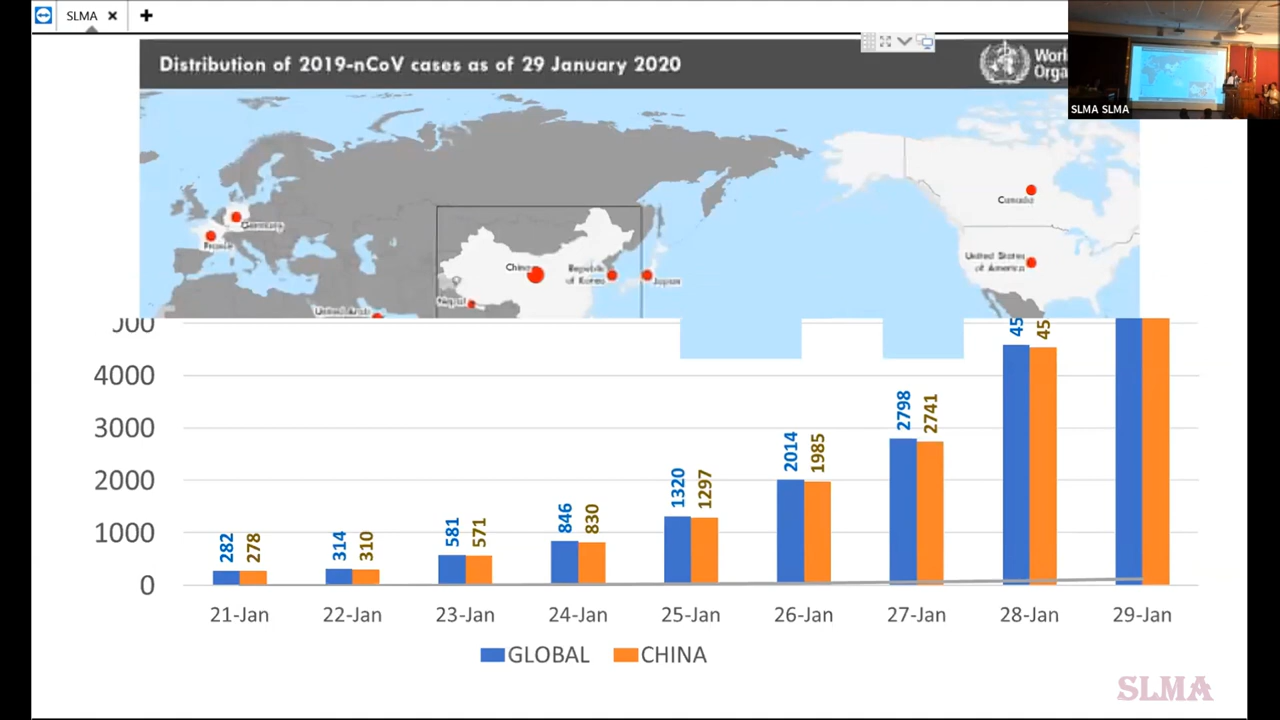 SLMA
Distribution of 2019-nCoV cases as of 29 January 2020
SLMA SLMA
Canada
Germany
France
United States
of America
China
Republic
of Korea
Japan
Nepal
United Arab
4000
3000
2000
1000
0
282
278
314
310
581
571
846
830
1320
1297
2014
1985
2798
2741
45
45
21-Jan
22-Jan
23-Jan
24-Jan
25-Jan
26-Jan
27-Jan
28-Jan
29-Jan
GLOBAL
CHINA
SLMA